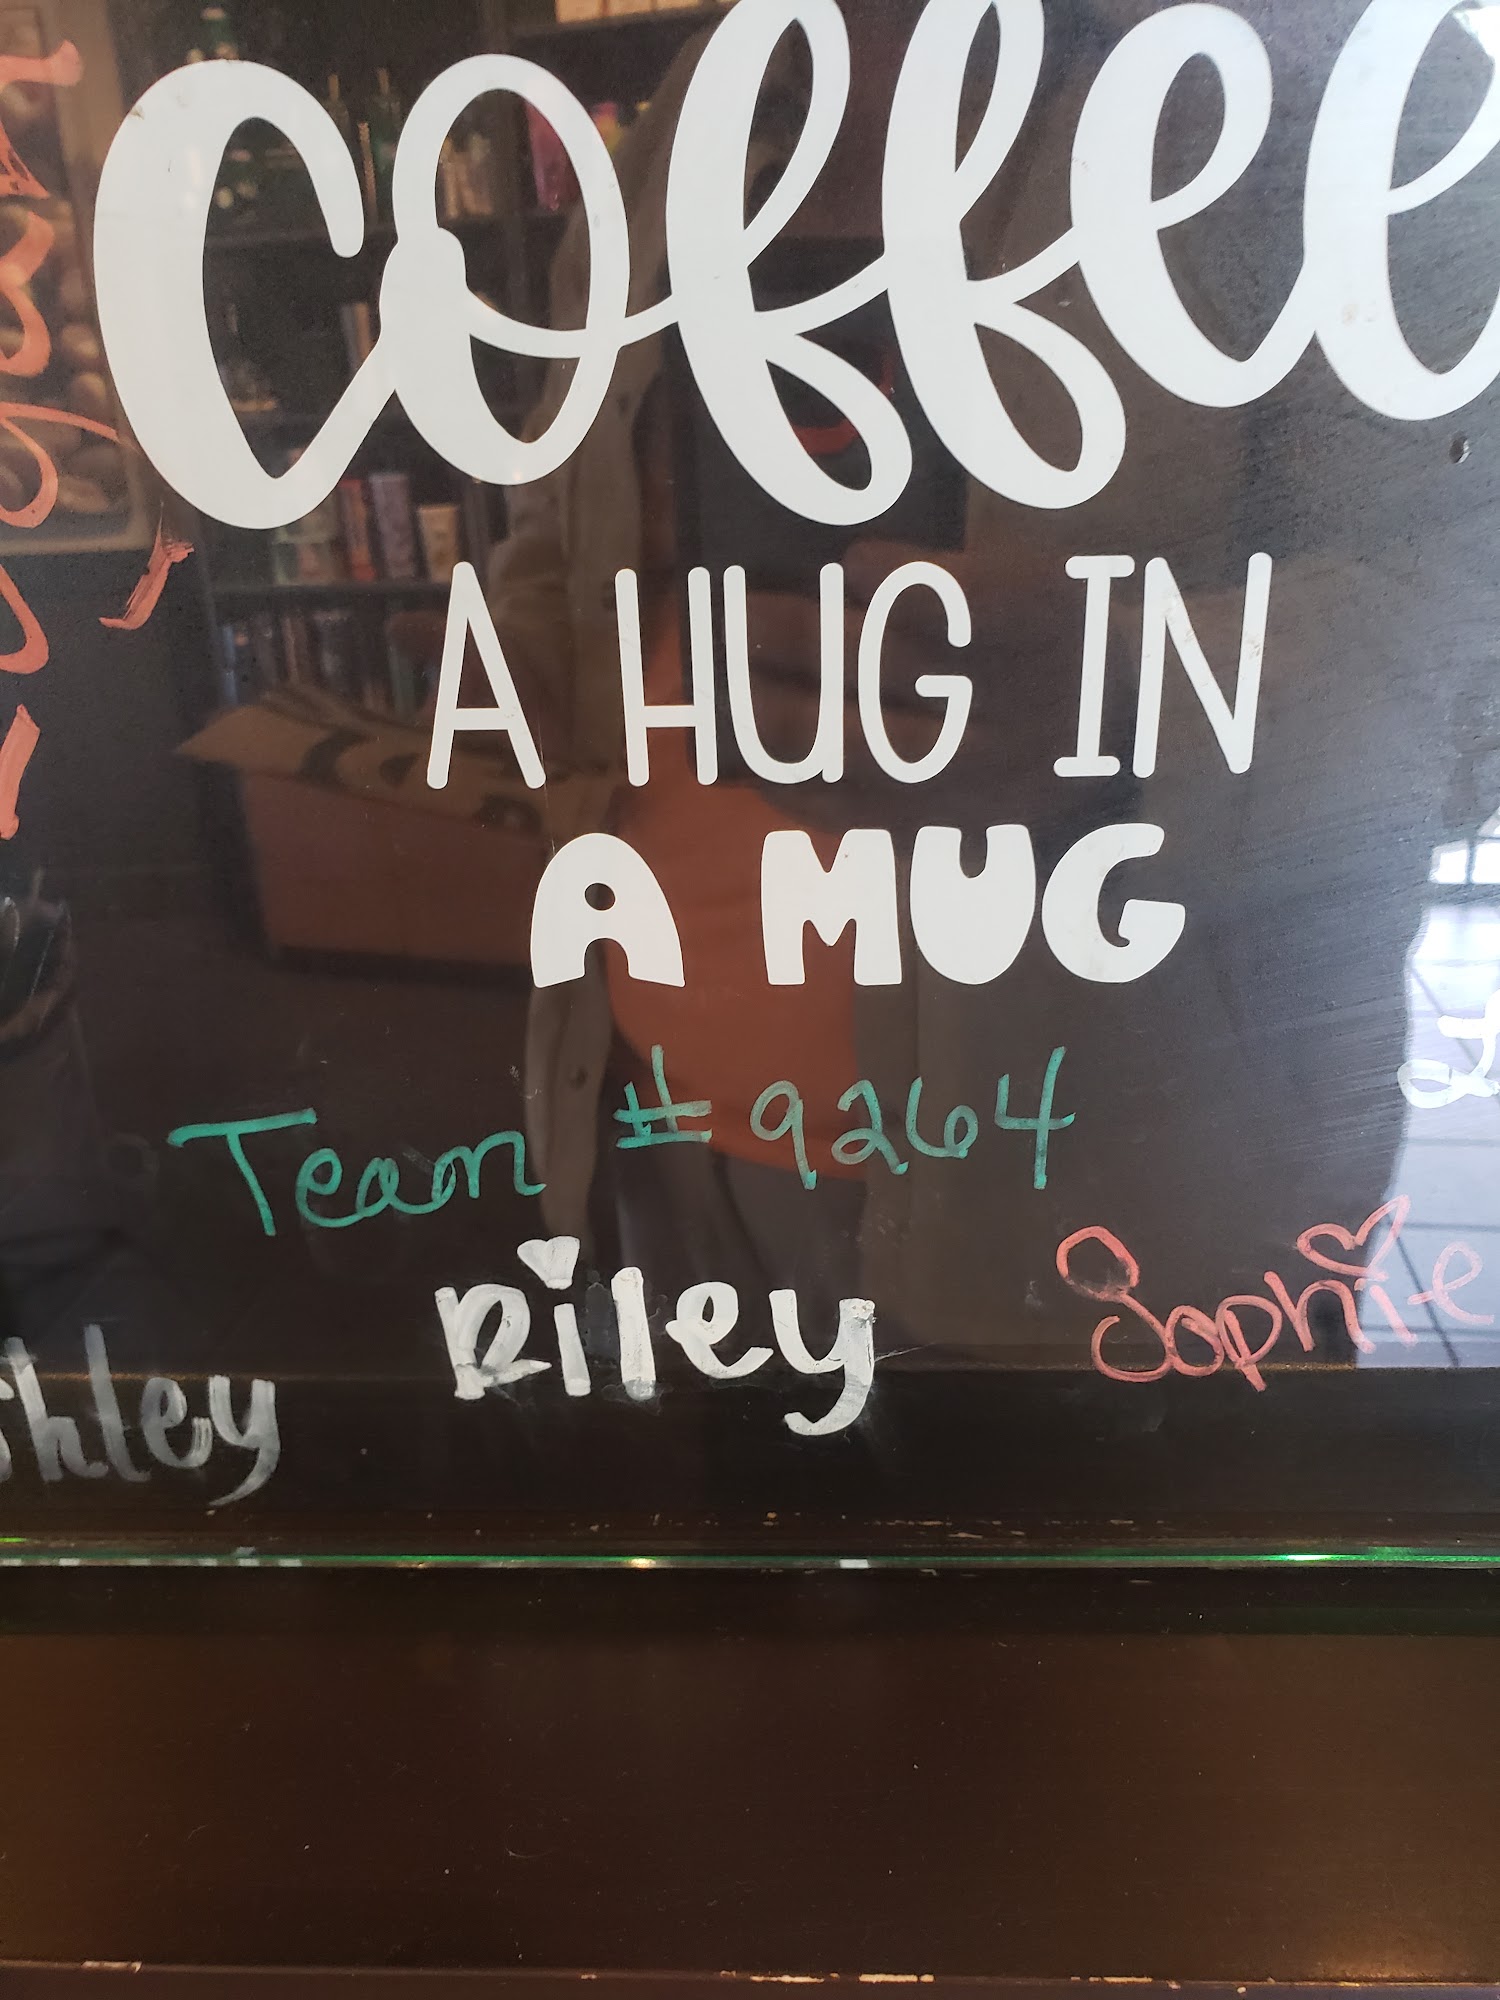 coffee
A HUG IN
A MUG
Team # 9264
Riley
Sophie